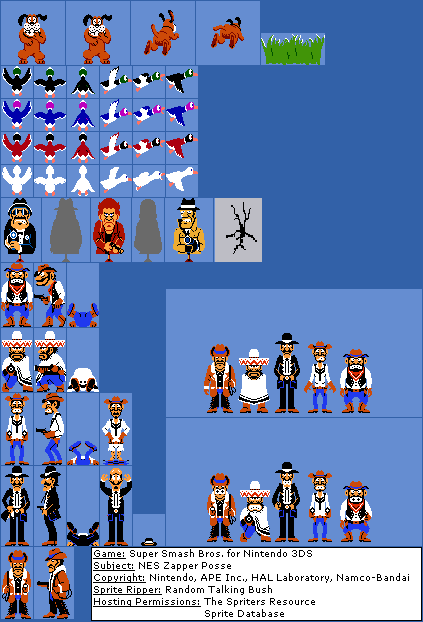 Game: Super Smash Bros. for Nintendo 3DS
Subject: NES Zapper Posse
Copyright: Nintendo, APE Inc., HAL Laboratory, Namco-Bandai
Sprite Ripper: Random Talking Bush
Hosting Permissions: The Spriters Resource
Sprite Database